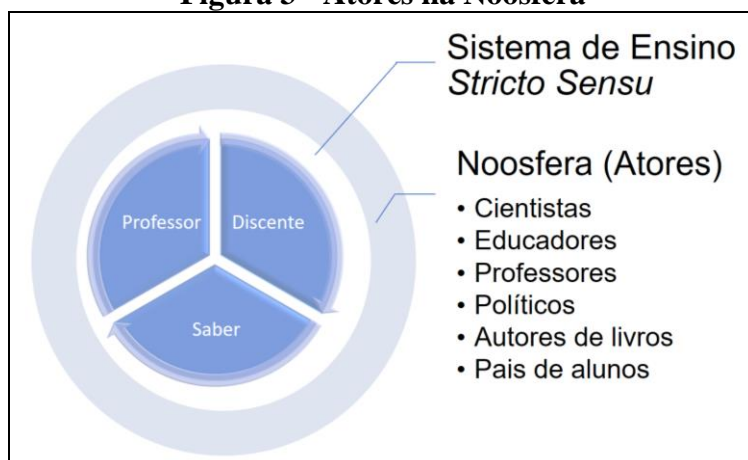 Figura 3 - Atores na Noosfera
Sistema de Ensino
Stricto Sensu
Noosfera (Atores)
• Cientistas
• Educadores
• Professores
• Políticos
• Autores de livros
• Pais de alunos
Professor
Discente
Saber